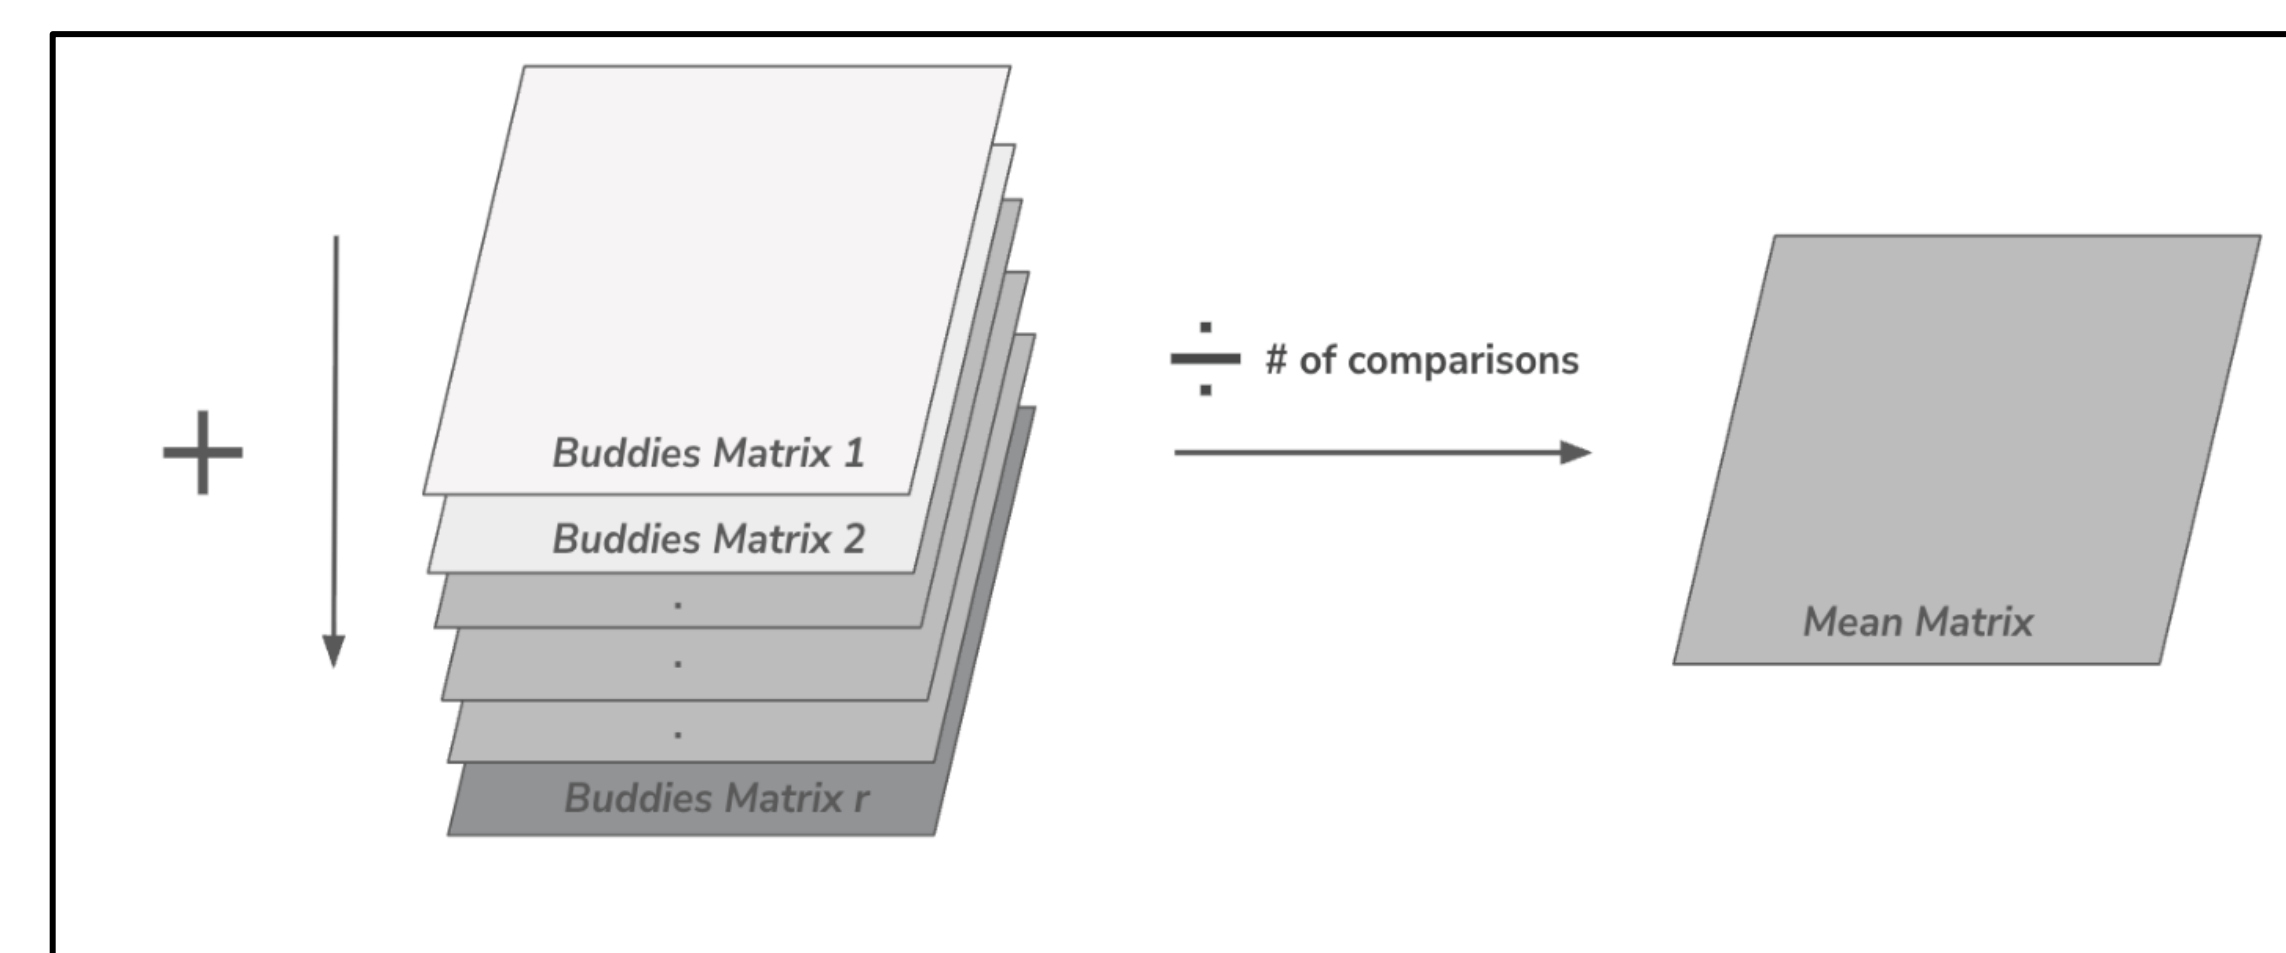 Buddies Matrix 1
Buddies Matrix 2
.
.
.
Buddies Matrix r
+
÷ # of comparisons
Mean Matrix